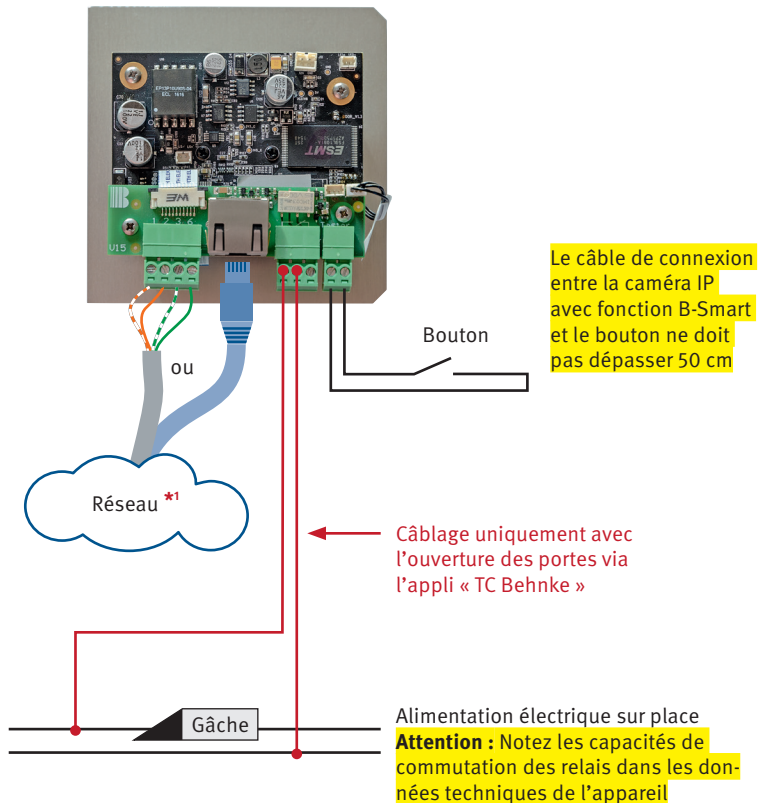 ECL 1616
ESMT
WE
1 2 3 6
V15
Le câble de connexion
entre la caméra IP
avec fonction B-Smart
et le bouton ne doit
pas dépasser 50 cm
Bouton
ou
Réseau *1
Câblage uniquement avec
l’ouverture des portes via
l’appli « TC Behnke »
Gâche
Alimentation électrique sur place
Attention : Notez les capacités de
commutation des relais dans les don-
nées techniques de l’appareil